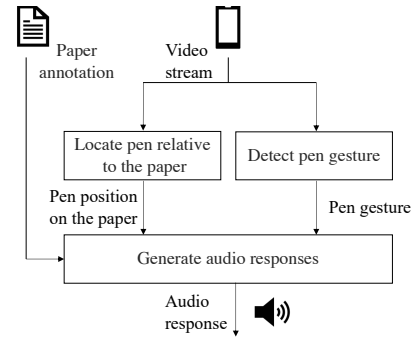 Paper
annotation
Video
stream
Locate pen relative
to the paper
Detect pen gesture
Pen position
on the paper
Pen gesture
Generate audio responses
Audio
response